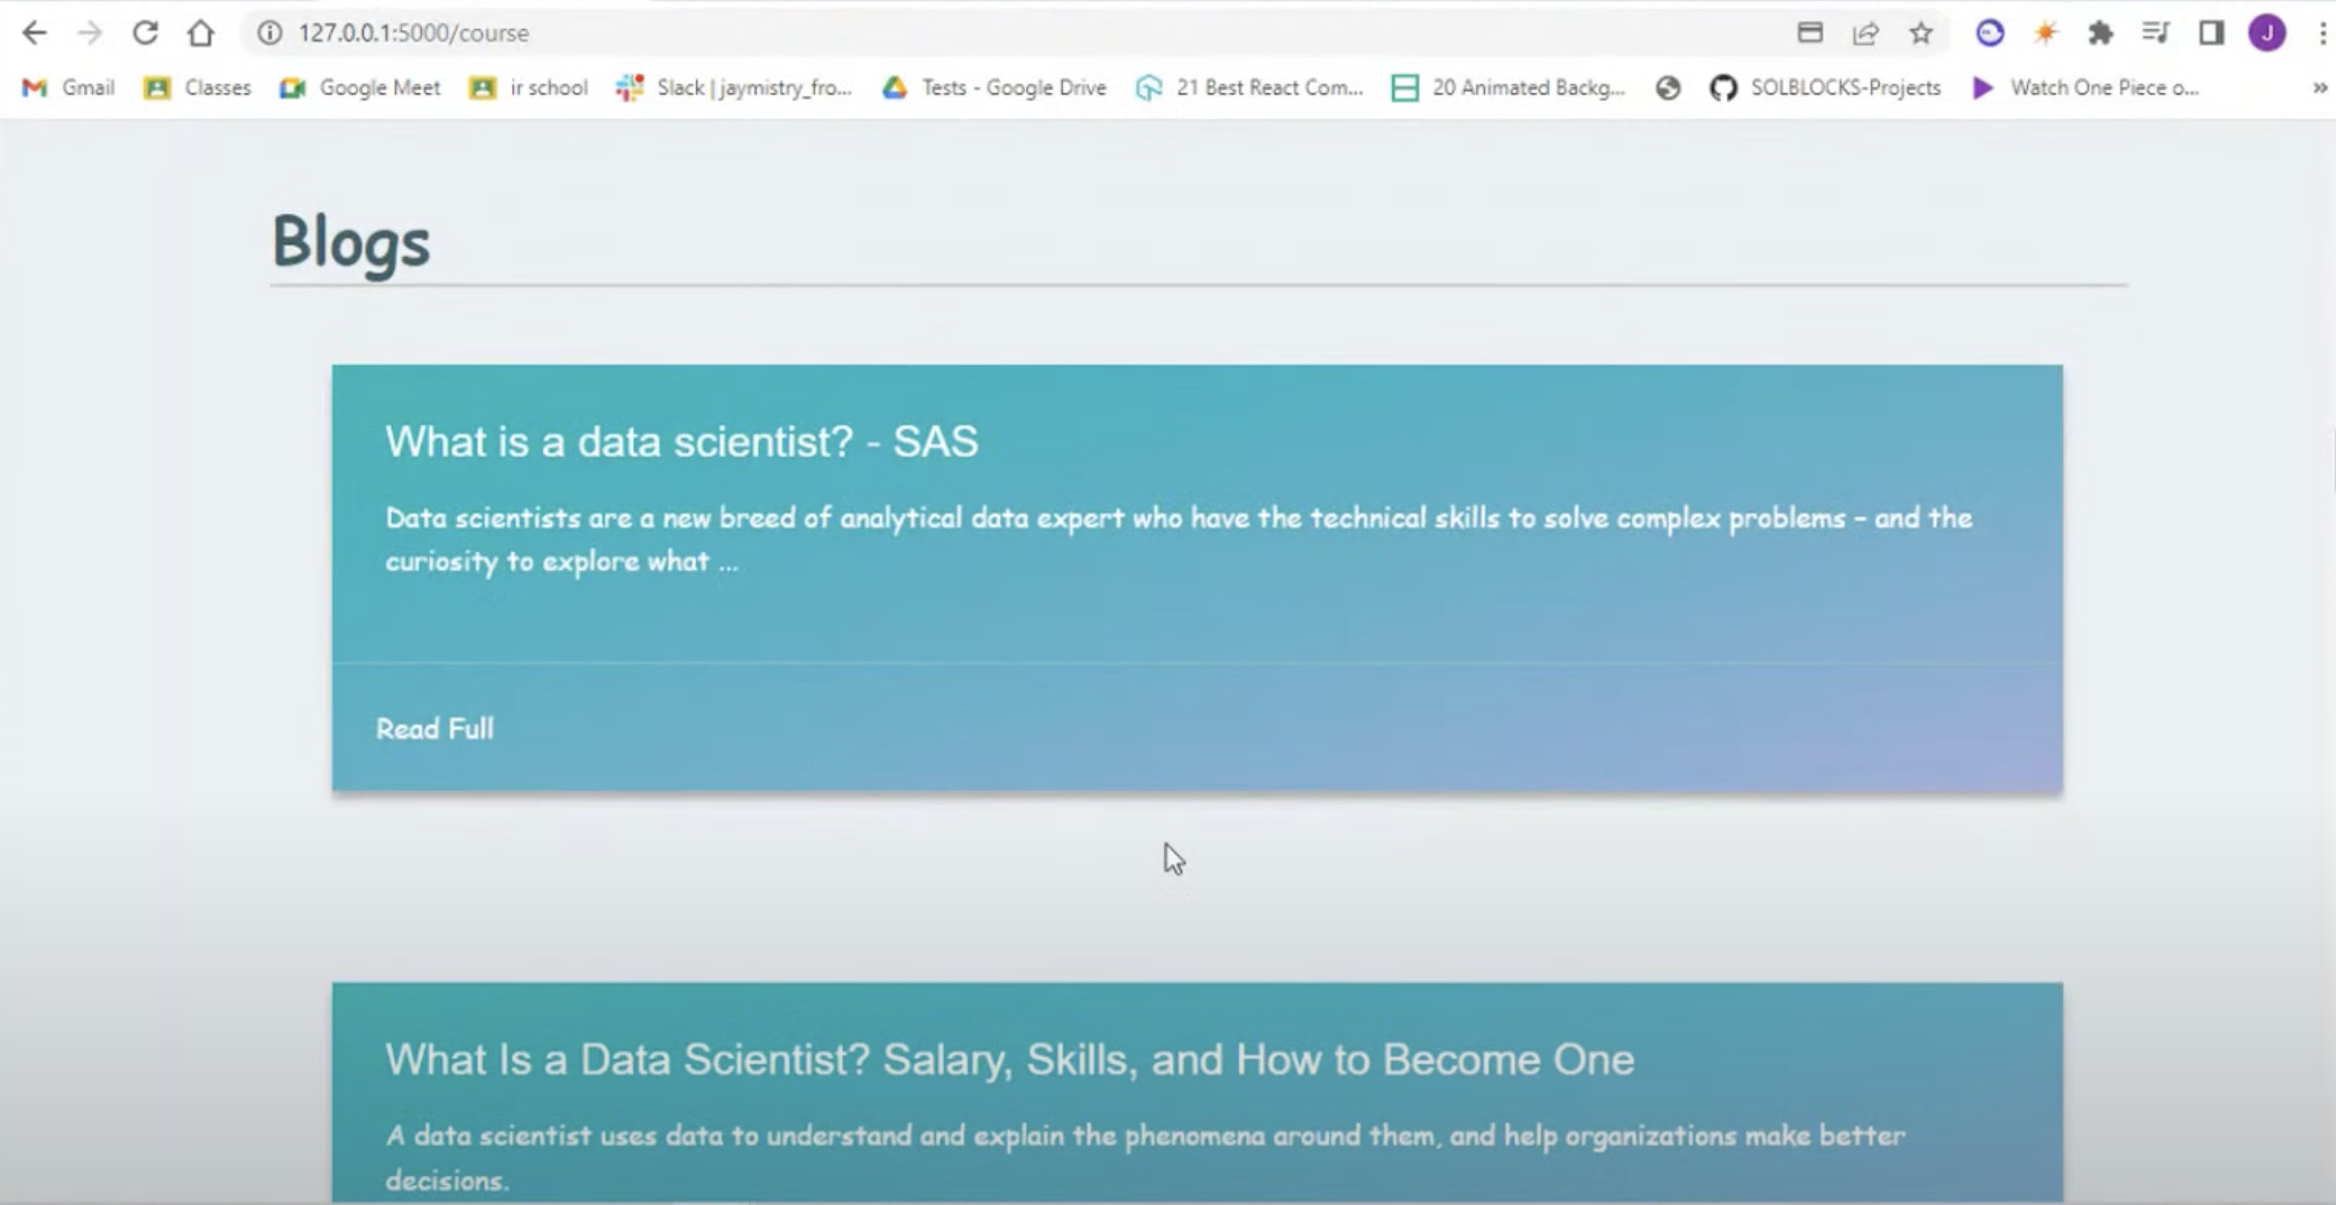 127.0.0.1:5000/course
J
Gmail
Classes
Google Meet
ir school
Slack | jaymistry_fro...
Tests - Google Drive
21 Best React Com...
20 Animated Backg...
SOLBLOCKS-Projects
Watch One Piece o...
»
Blogs
What is a data scientist? - SAS
Data scientists are a new breed of analytical data expert who have the technical skills to solve complex problems – and the
curiosity to explore what ...
Read Full
What Is a Data Scientist? Salary, Skills, and How to Become One
A data scientist uses data to understand and explain the phenomena around them, and help organizations make better
decisions.